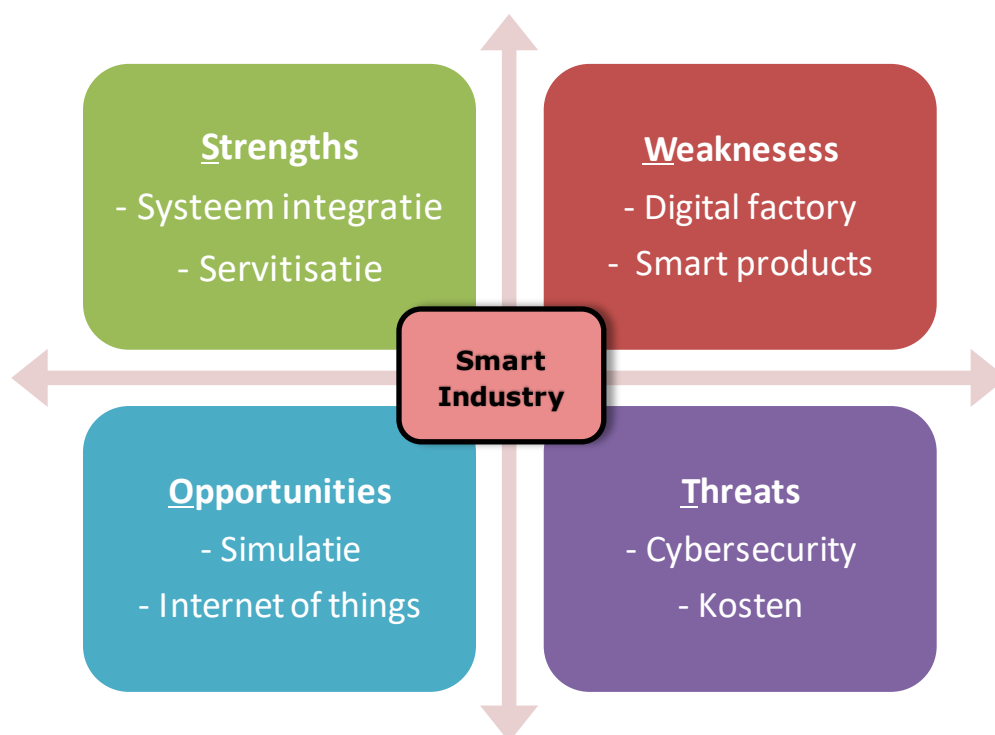 Strengths
- Systeem integratie
- Servitisatie
Weaknesess
- Digital factory
- Smart products
Smart
Industry
Opportunities
- Simulatie
- Internet of things
Threats
- Cybersecurity
- Kosten